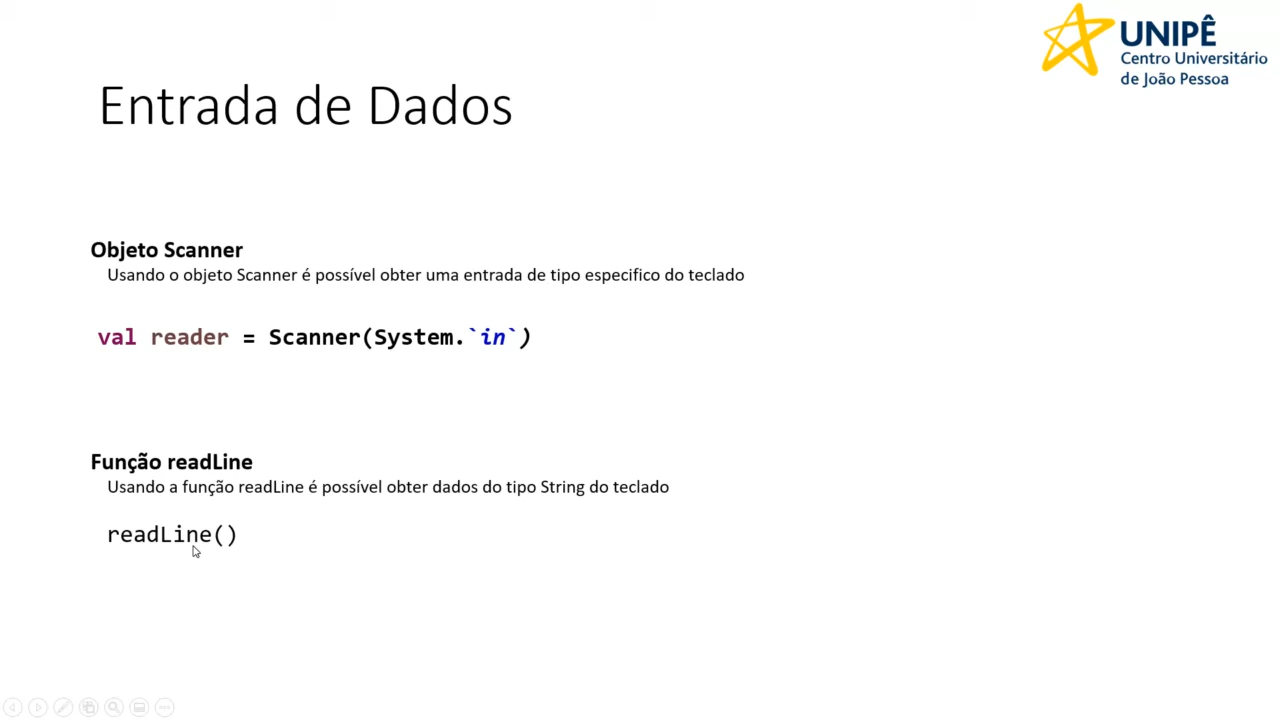 UNIPÊ
Centro Universitário
de João Pessoa
Entrada de Dados
Objeto Scanner
Usando o objeto Scanner é possível obter uma entrada de tipo especifico do teclado
val reader = Scanner(System.`in`)
Função readLine
Usando a função readLine é possível obter dados do tipo String do teclado
readLine()